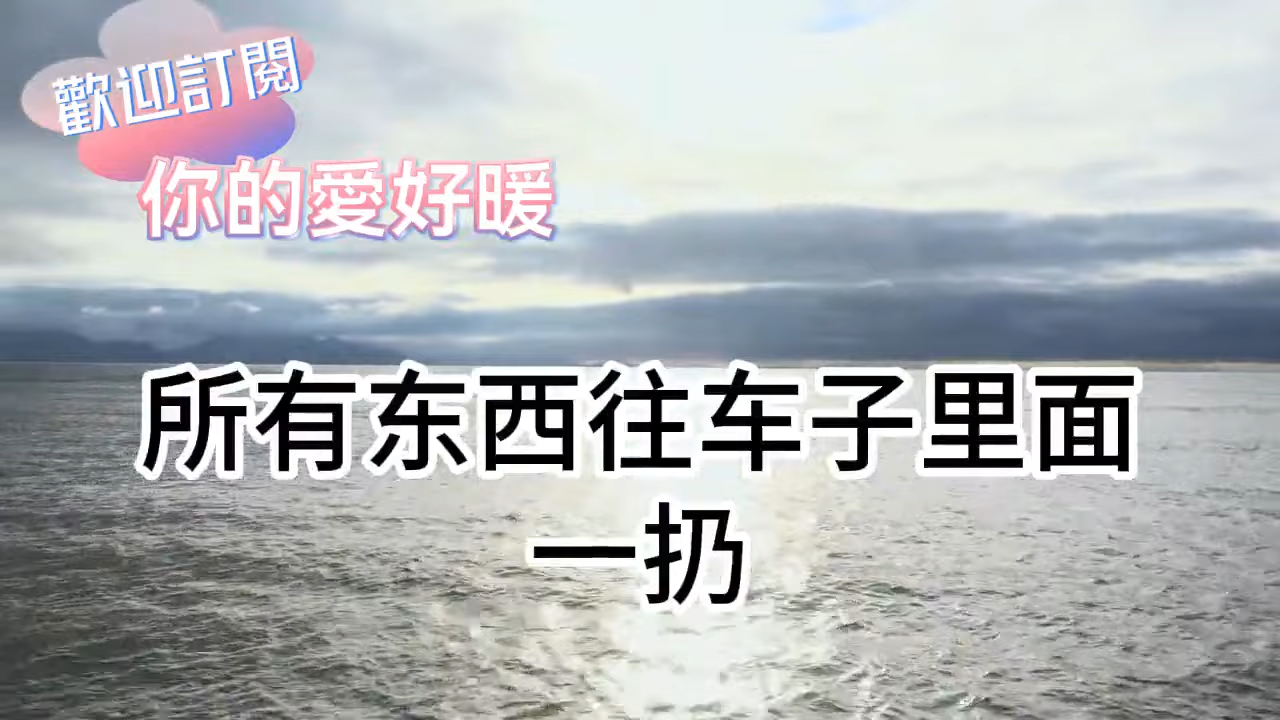 歡迎訂閱
你的愛好暖
所有东西往车子里面
一扔